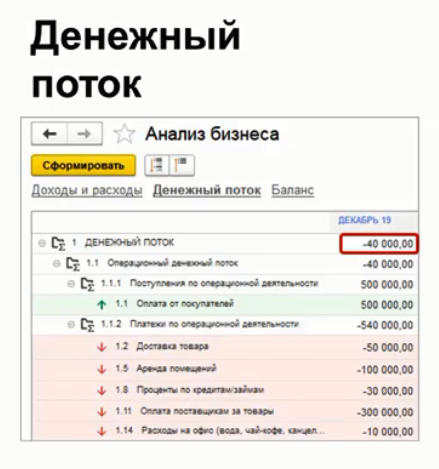 Денежный
поток
Анализ бизнеса
Сформировать
Доходы и расходы Денежный поток Баланс
ДЕКАБРЬ 19
1 ДЕНЕЖНЫЙ ПОТОК -40 000,00
1.1 Операционный денежный поток -40 000,00
1.1.1 Поступления по операционной деятельности 500 000,00
1.1 Оплата от покупателей 500 000,00
1.1.2 Платежи по операционной деятельности -540 000,00
1.2 Доставка товара -50 000,00
1.5 Аренда помещений -100 000,00
1.8 Проценты по кредитам/займам -30 000,00
1.11 Оплата поставщикам за товары -300 000,00
1.14 Расходы на офис (вода, чай-кофе, канцел... -10 000,00